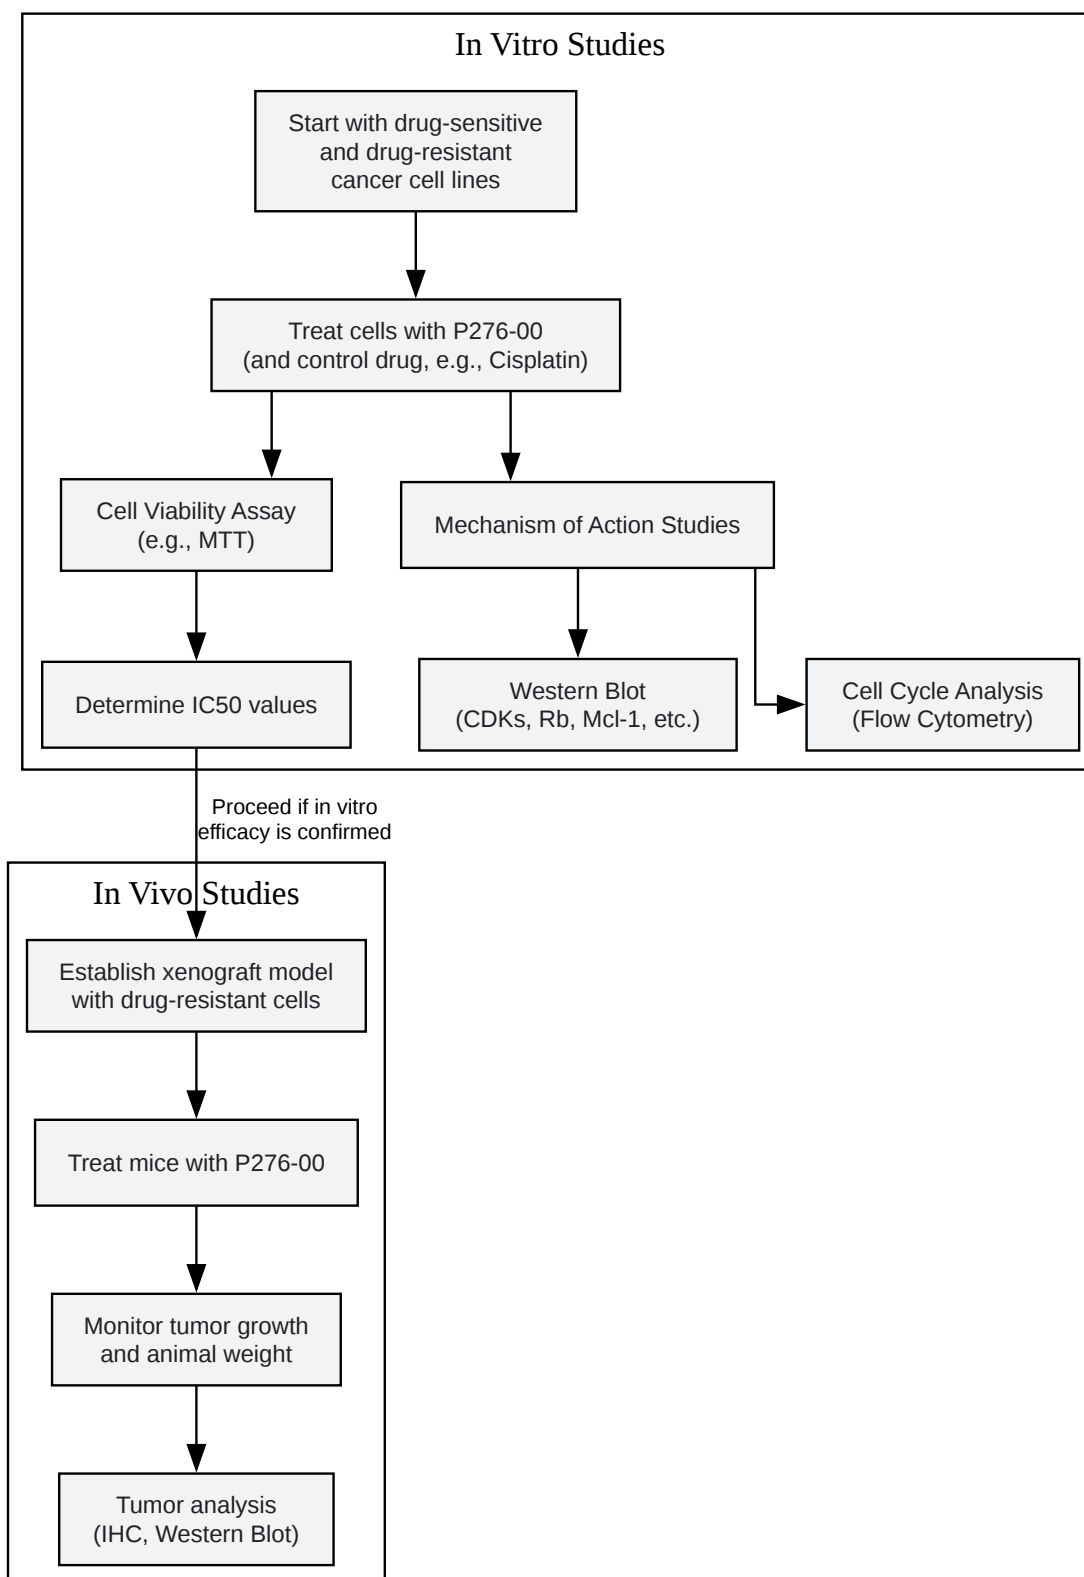 In Vitro Studies
Start with drug-sensitive
and drug-resistant
cancer cell lines
Treat cells with P276-00
(and control drug, e.g., Cisplatin)
Cell Viability Assay
(e.g., MTT)
Mechanism of Action Studies
Determine IC50 values
Western Blot
(CDKs, Rb, Mcl-1, etc.)
Cell Cycle Analysis
(Flow Cytometry)
Proceed if in vitro
efficacy is confirmed
In Vivo Studies
Establish xenograft model
with drug-resistant cells
Treat mice with P276-00
Monitor tumor growth
and animal weight
Tumor analysis
(IHC, Western Blot)